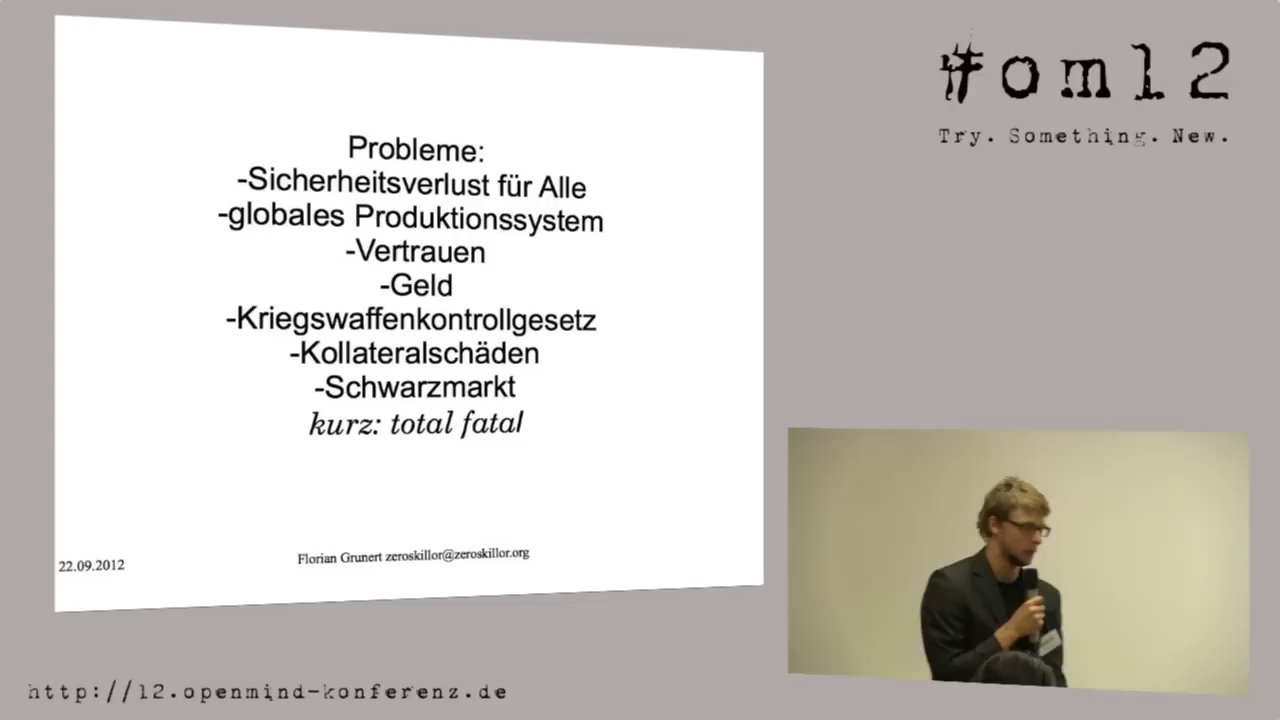 #om12
Try. Something. New.
Probleme:
-Sicherheitsverlust für Alle
-globales Produktionssystem
-Vertrauen
-Geld
-Kriegswaffenkontrollgesetz
-Kollateralschäden
-Schwarzmarkt
kurz: total fatal
22.09.2012
Florian Grunert zeroskillor@zeroskillor.org
http://12.openmind-konferenz.de